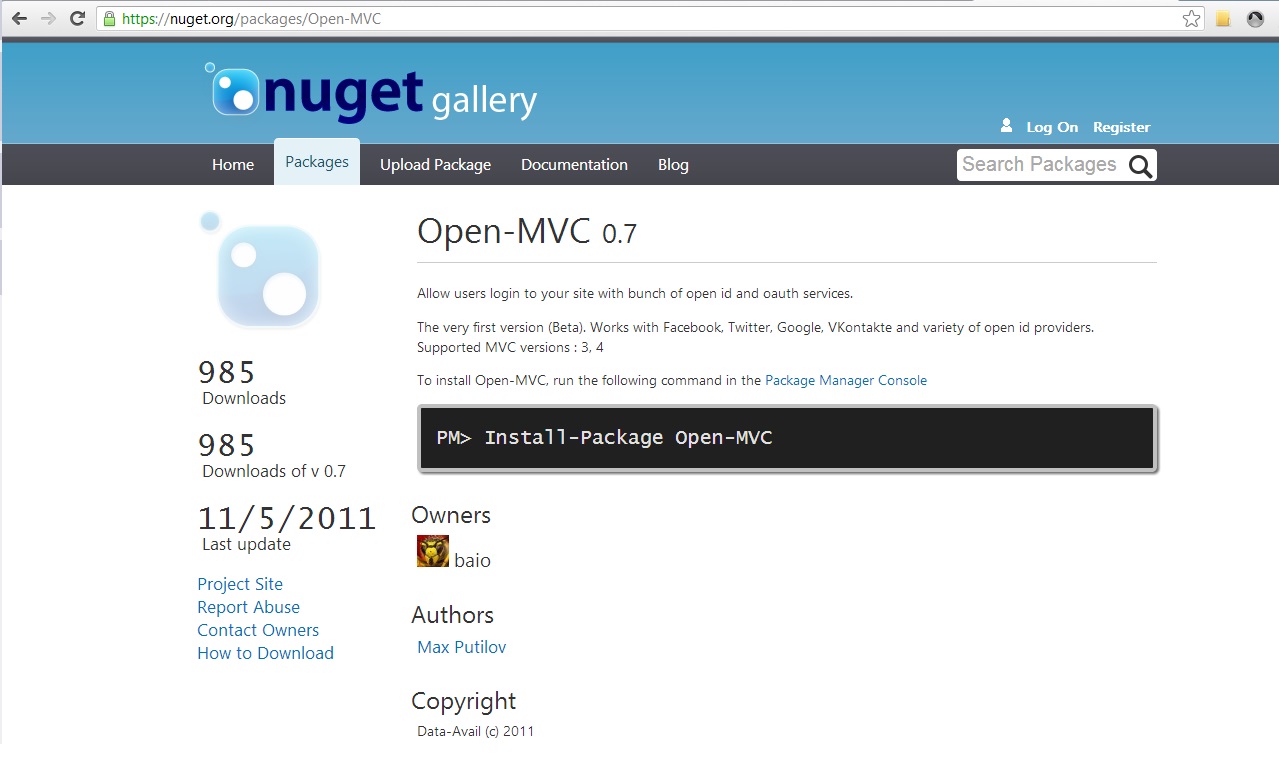 https://nuget.org/packages/Open-MVC
nuget gallery
Log On Register
Home Packages Upload Package Documentation Blog
Search Packages
Open-MVC 0.7
Allow users login to your site with bunch of open id and oauth services.
The very first version (Beta). Works with Facebook, Twitter, Google, VKontakte and variety of open id providers.
Supported MVC versions : 3, 4
To install Open-MVC, run the following command in the Package Manager Console
PM> Install-Package Open-MVC
985
Downloads
985
Downloads of v 0.7
11/5/2011
Last update
Project Site
Report Abuse
Contact Owners
How to Download
Owners
baio
Authors
Max Putilov
Copyright
Data-Avail (c) 2011